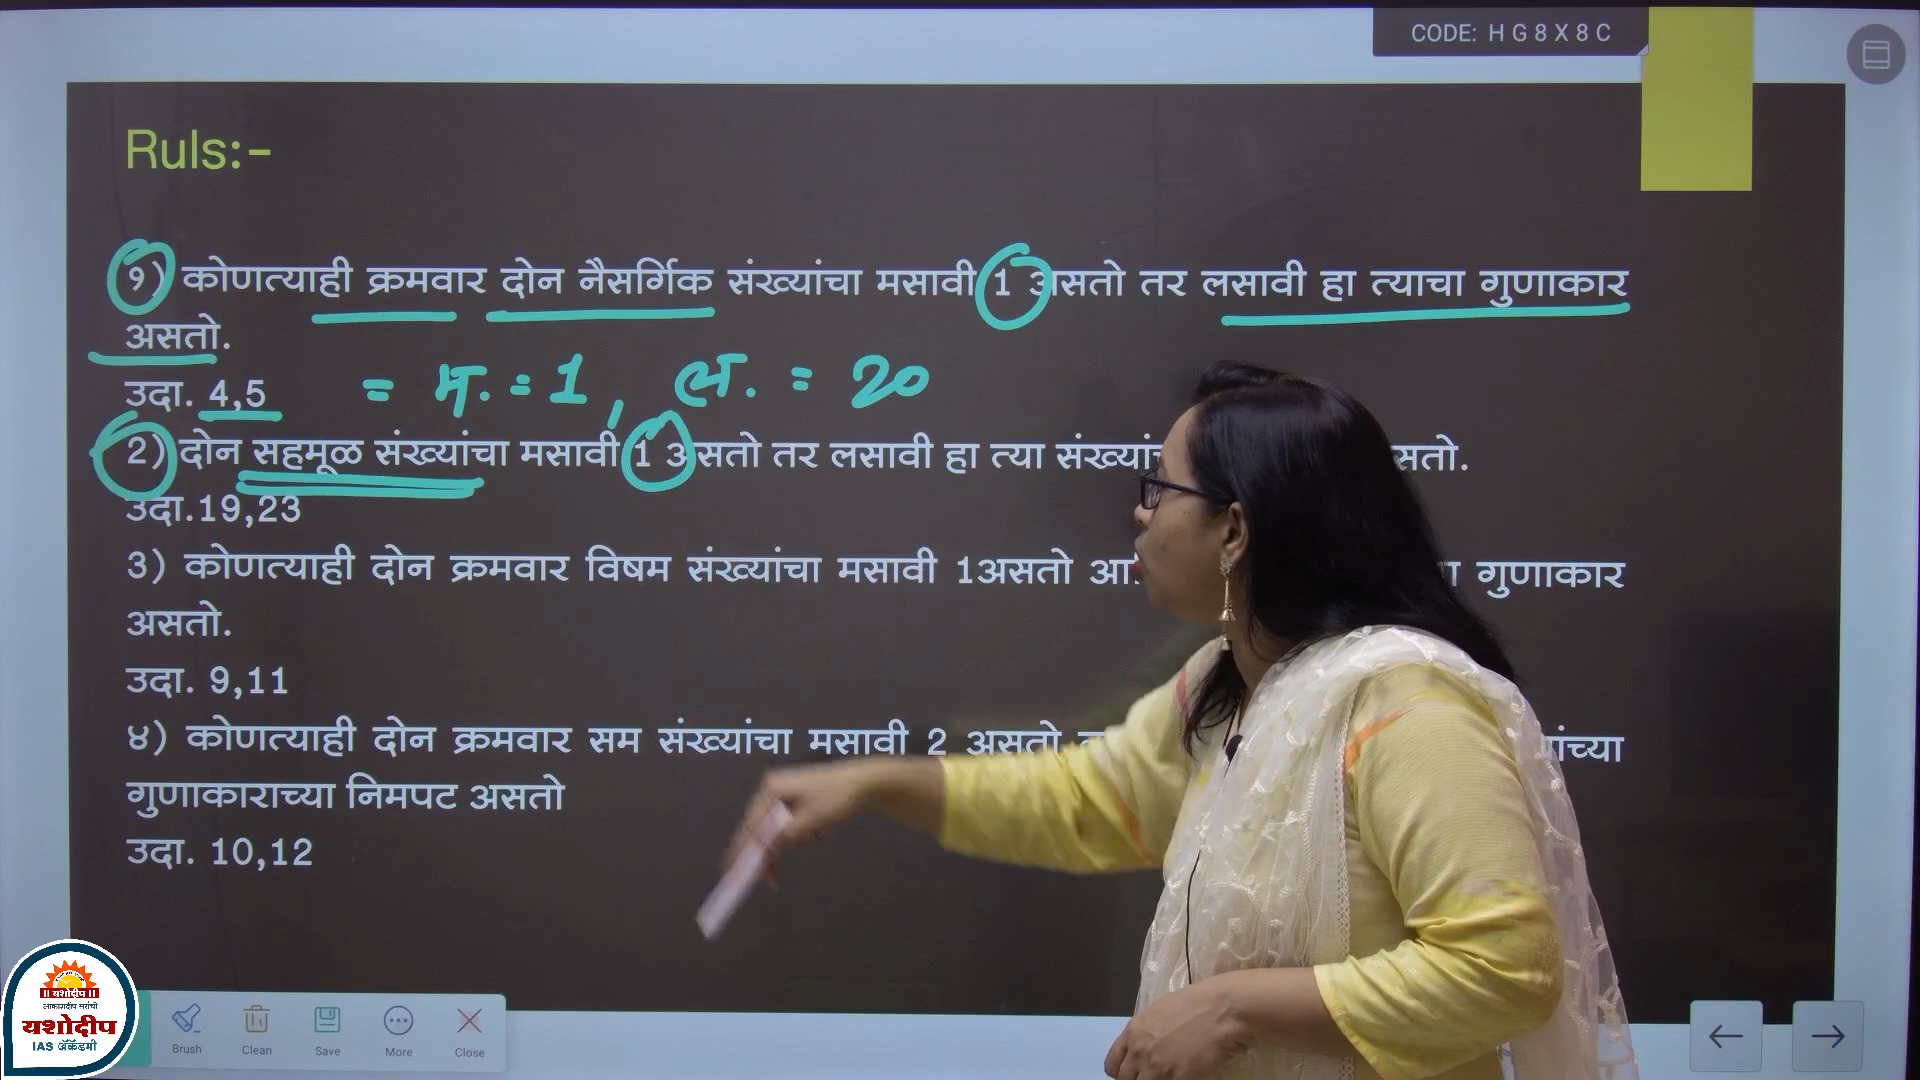 CODE: HG8X8C
Ruls:-
१) कोणत्याही क्रमवार दोन नैसर्गिक संख्यांचा मसावी 1 असतो तर लसावी हा त्याचा गुणाकार
असतो.
उदा. 4,5 = म. = 1, ल. = 20
2) दोन सहमूळ संख्यांचा मसावी 1 असतो तर लसावी हा त्या
उदा.19,23
3) कोणत्याही दोन क्रमवार विषम संख्यांचा मसावी 1असतो गुणाकार
असतो.
उदा. 9,11
४) कोणत्याही दोन क्रमवार सम संख्यांचा मसावी 2 असतो
गुणाकाराच्या निमपट असतो
उदा. 10,12
॥ यशोदीप ॥
यशोदीप
IAS ॲकॅडमी
Brush Clean Save More Close